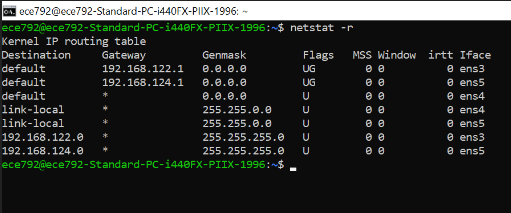 ece792@ece792-Standard-PC-i440FX-PIIX-1996: ~
ece792@ece792-Standard-PC-i440FX-PIIX-1996:~$ netstat -r
Kernel IP routing table
Destination     Gateway         Genmask         Flags   MSS Window  irtt Iface
default         192.168.122.1   0.0.0.0         UG        0 0          0 ens3
default         192.168.124.1   0.0.0.0         UG        0 0          0 ens5
default         *               0.0.0.0         U         0 0          0 ens4
link-local      *               255.255.0.0     U         0 0          0 ens4
link-local      *               255.255.0.0     U         0 0          0 ens5
192.168.122.0   *               255.255.255.0   U         0 0          0 ens3
192.168.124.0   *               255.255.255.0   U         0 0          0 ens5
ece792@ece792-Standard-PC-i440FX-PIIX-1996:~$